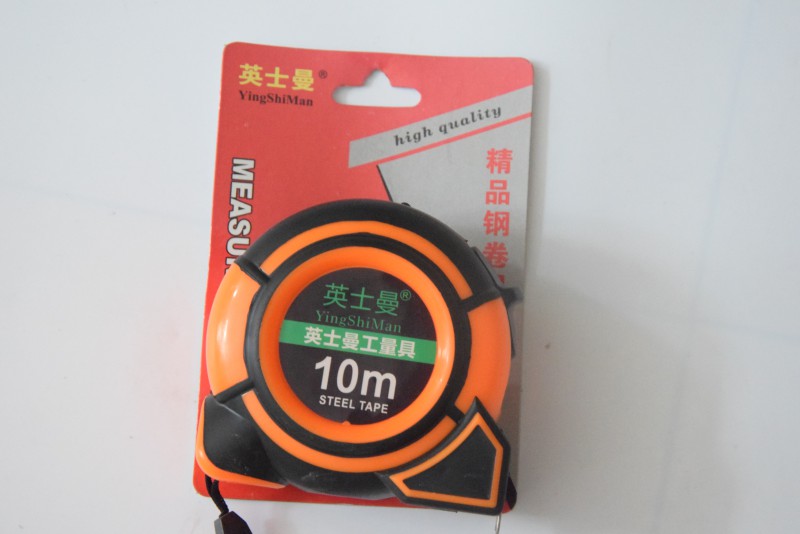 英士曼®
YingShiMan
high quality
精品钢卷
MEASU
英士曼®
YingShiMan
英士曼工量具
10m
STEEL TAPE